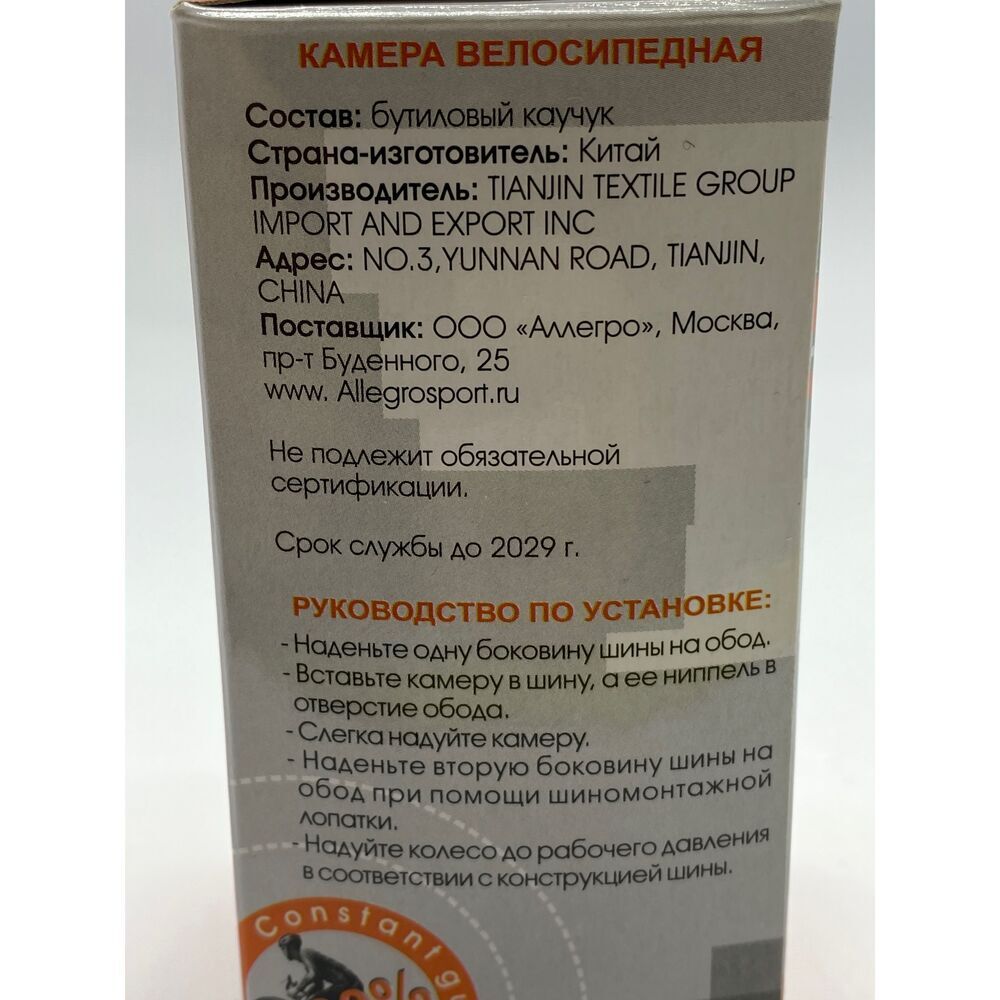 КАМЕРА ВЕЛОСИПЕДНАЯ
Состав: бутиловый каучук
Страна-изготовитель: Китай
Производитель: TIANJIN TEXTILE GROUP
IMPORT AND EXPORT INC
Адрес: NO.3,YUNNAN ROAD, TIANJIN,
CHINA
Поставщик: ООО «Аллегро», Москва,
пр-т Буденного, 25
www. Allegrosport.ru
Не подлежит обязательной
сертификации.
Срок службы до 2029 г.
РУКОВОДСТВО ПО УСТАНОВКЕ:
- Наденьте одну боковину шины на обод.
- Вставьте камеру в шину, а ее ниппель в
отверстие обода.
- Слегка надуйте камеру.
- Наденьте вторую боковину шины на
обод при помощи шиномонтажной
лопатки.
- Надуйте колесо до рабочего давления
в соответствии с конструкцией шины.
Constant